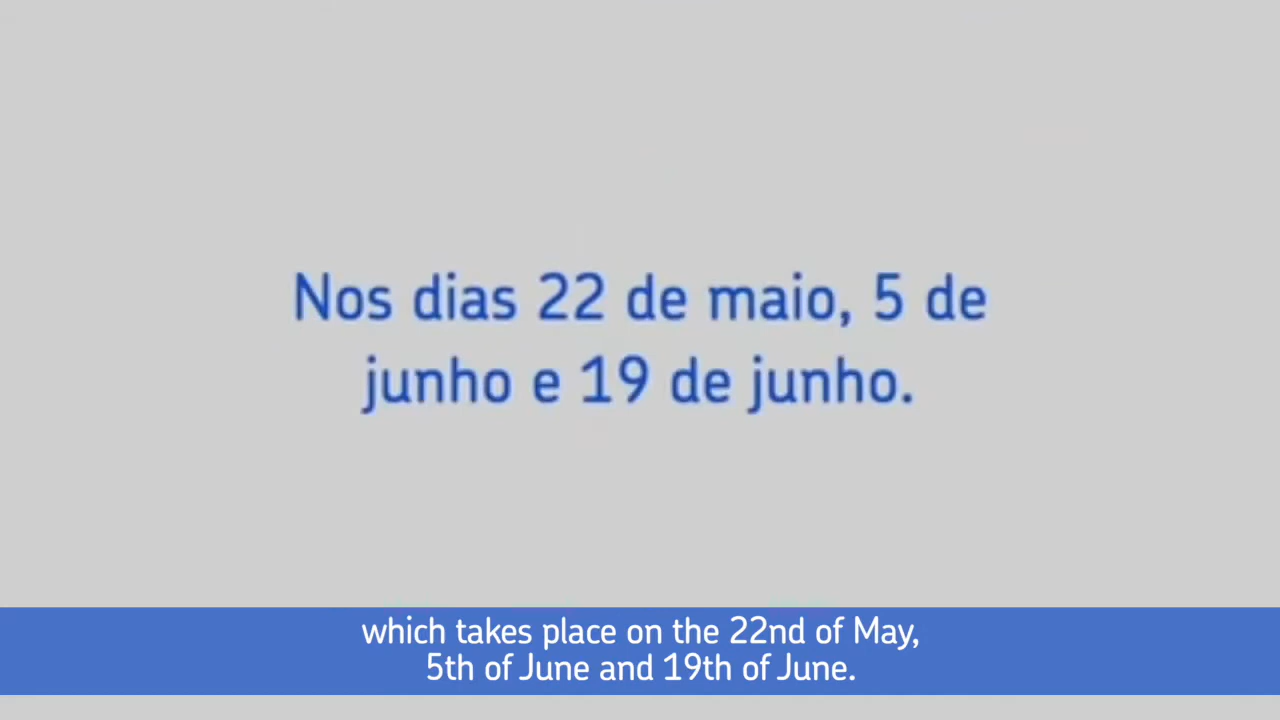 Nos dias 22 de maio, 5 de
junho e 19 de junho.
which takes place on the 22nd of May,
5th of June and 19th of June.